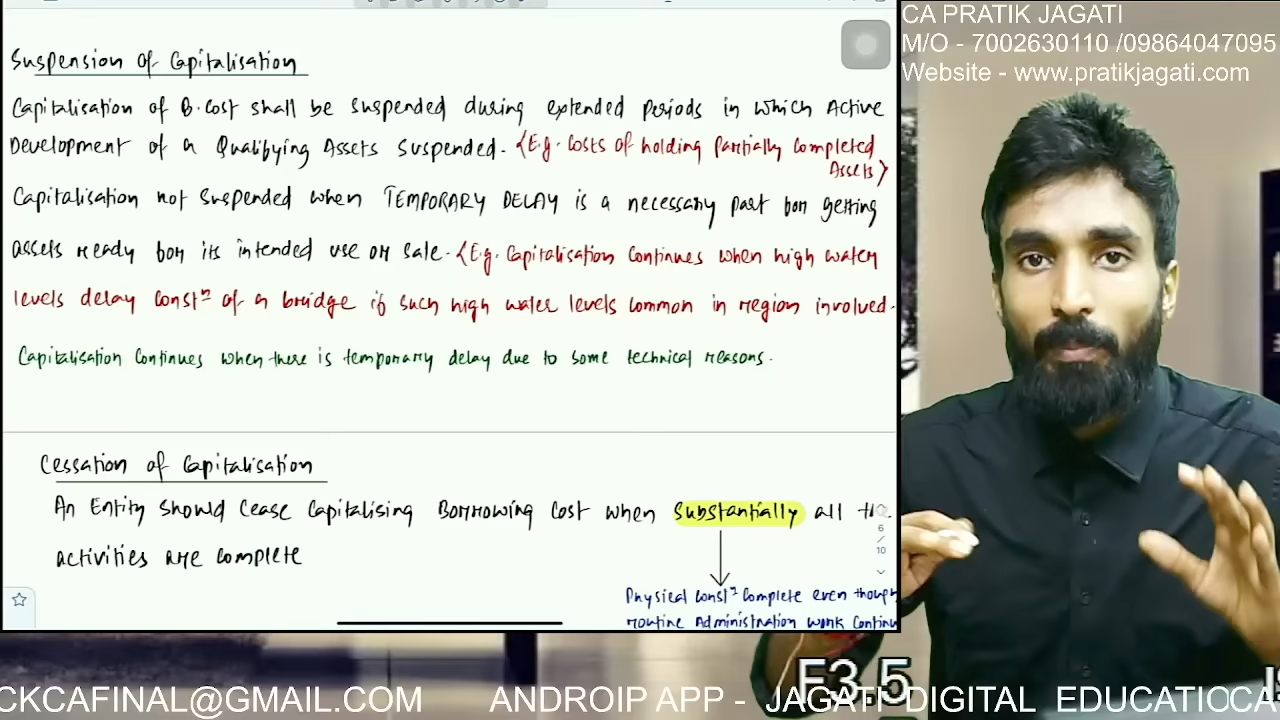 Suspension of Capitalisation
Capitalisation of B.Cost shall be suspended during extended periods in which Active
Development of a Qualifying Assets suspended. (E.g. Costs of holding Partially Completed
Assets)
Capitalisation not suspended when TEMPORARY DELAY is a necessary part for getting
assets ready for its intended use or sale. (E.g. Capitalisation Continues when high water
levels delay constⁿ of a bridge if such high water levels common in region involved.
Capitalisation Continues when there is temporary delay due to some technical reasons.
Cessation of Capitalisation
An Entity should Cease Capitalising Borrowing Cost when Substantially all
activities are complete
Physical constⁿ complete even though
routine Administration work
6
/
10
CA PRATIK JAGATI
M/O - 7002630110 /09864047095
Website - www.pratikjagati.com
F3.5
CKCAFINAL@GMAIL.COM ANDROIP APP - JAGATI DIGITAL EDUCATIOCA